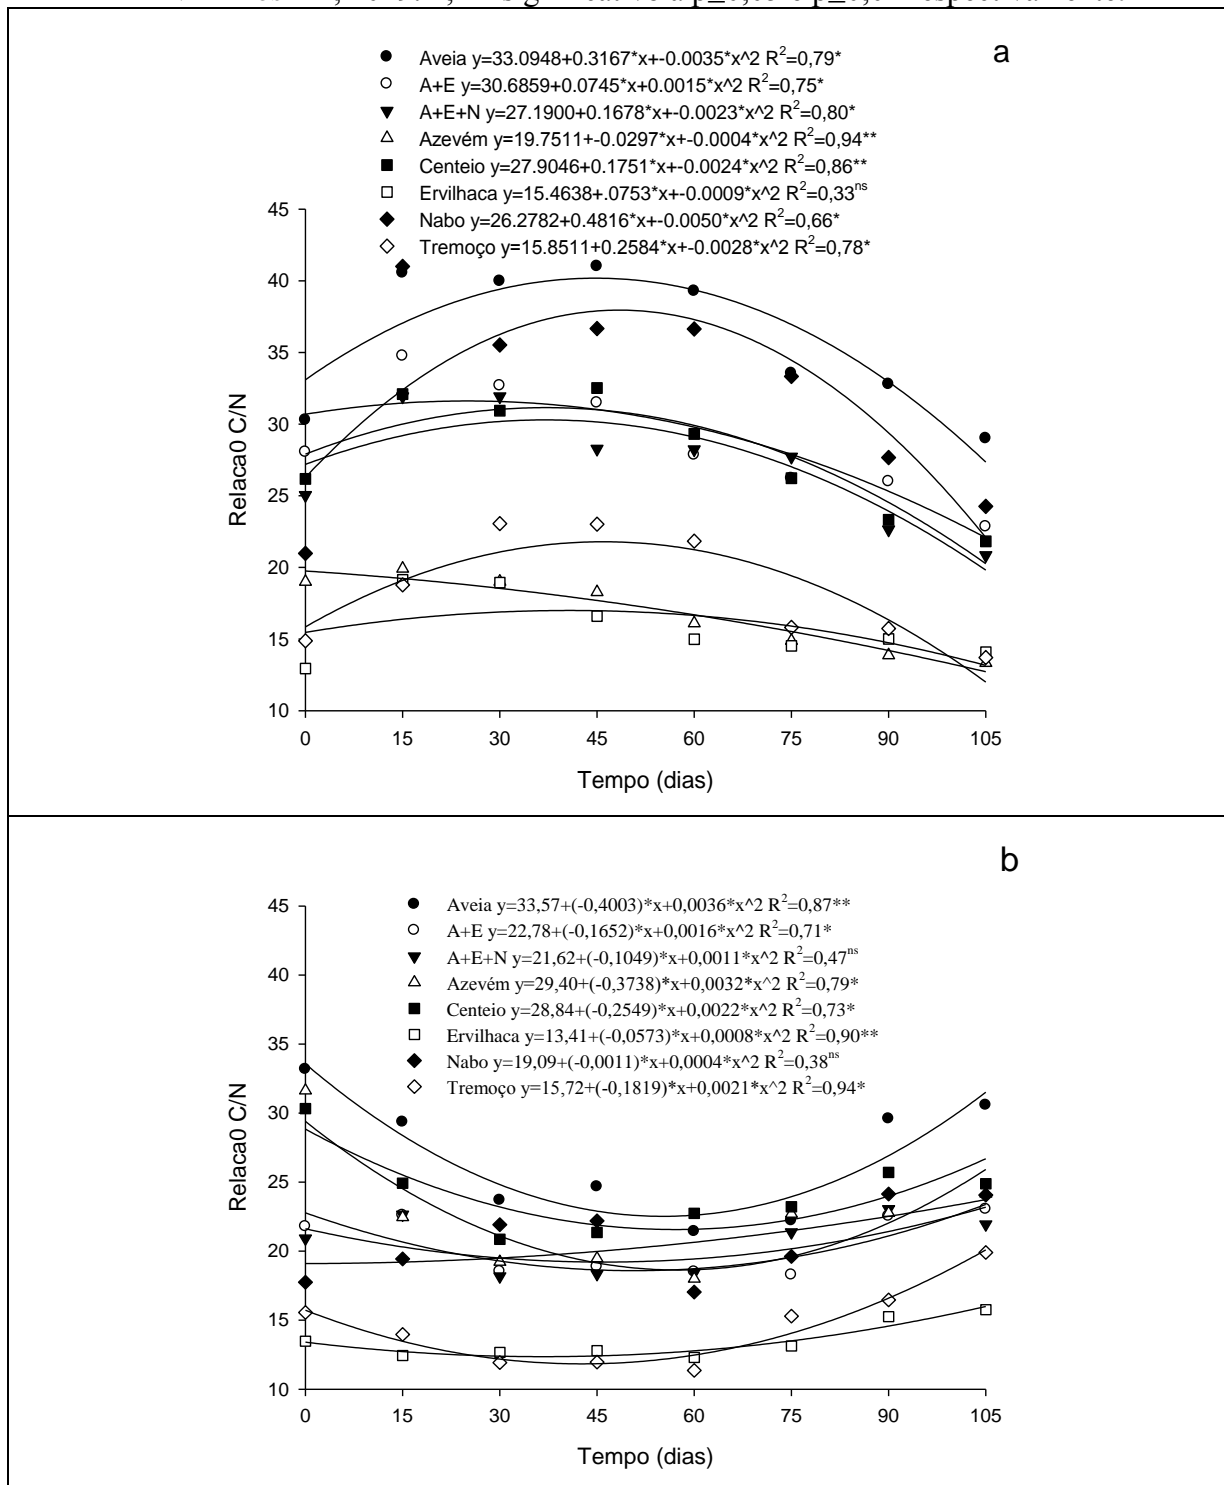 a
Aveia y=33.0948+0.3167*x+-0.0035*x^2 R²=0,79*
A+E y=30.6859+0.0745*x+0.0015*x^2 R²=0,75*
A+E+N y=27.1900+0.1678*x+-0.0023*x^2 R²=0,80*
Azevém y=19.7511+-0.0297*x+-0.0004*x^2 R²=0,94**
Centeio y=27.9046+0.1751*x+-0.0024*x^2 R²=0,86**
Ervilhaca y=15.4638+.0753*x+-0.0009*x^2 R²=0,33ns
Nabo y=26.2782+0.4816*x+-0.0050*x^2 R²=0,66*
Tremoço y=15.8511+0.2584*x+-0.0028*x^2 R²=0,78*
45
40
35
30
25
20
15
10
Relaca0 C/N
0 15 30 45 60 75 90 105
Tempo (dias)
b
Aveia y=33,57+(-0,4003)*x+0,0036*x^2 R²=0,87**
A+E y=22,78+(-0,1652)*x+0,0016*x^2 R²=0,71*
A+E+N y=21,62+(-0,1049)*x+0,0011*x^2 R²=0,47ns
Azevém y=29,40+(-0,3738)*x+0,0032*x^2 R²=0,79*
Centeio y=28,84+(-0,2549)*x+0,0022*x^2 R²=0,73*
Ervilhaca y=13,41+(-0,0573)*x+0,0008*x^2 R²=0,90**
Nabo y=19,09+(-0,0011)*x+0,0004*x^2 R²=0,38ns
Tremoço y=15,72+(-0,1819)*x+0,0021*x^2 R²=0,94*
45
40
35
30
25
20
15
10
Relaca0 C/N
0 15 30 45 60 75 90 105
Tempo (dias)